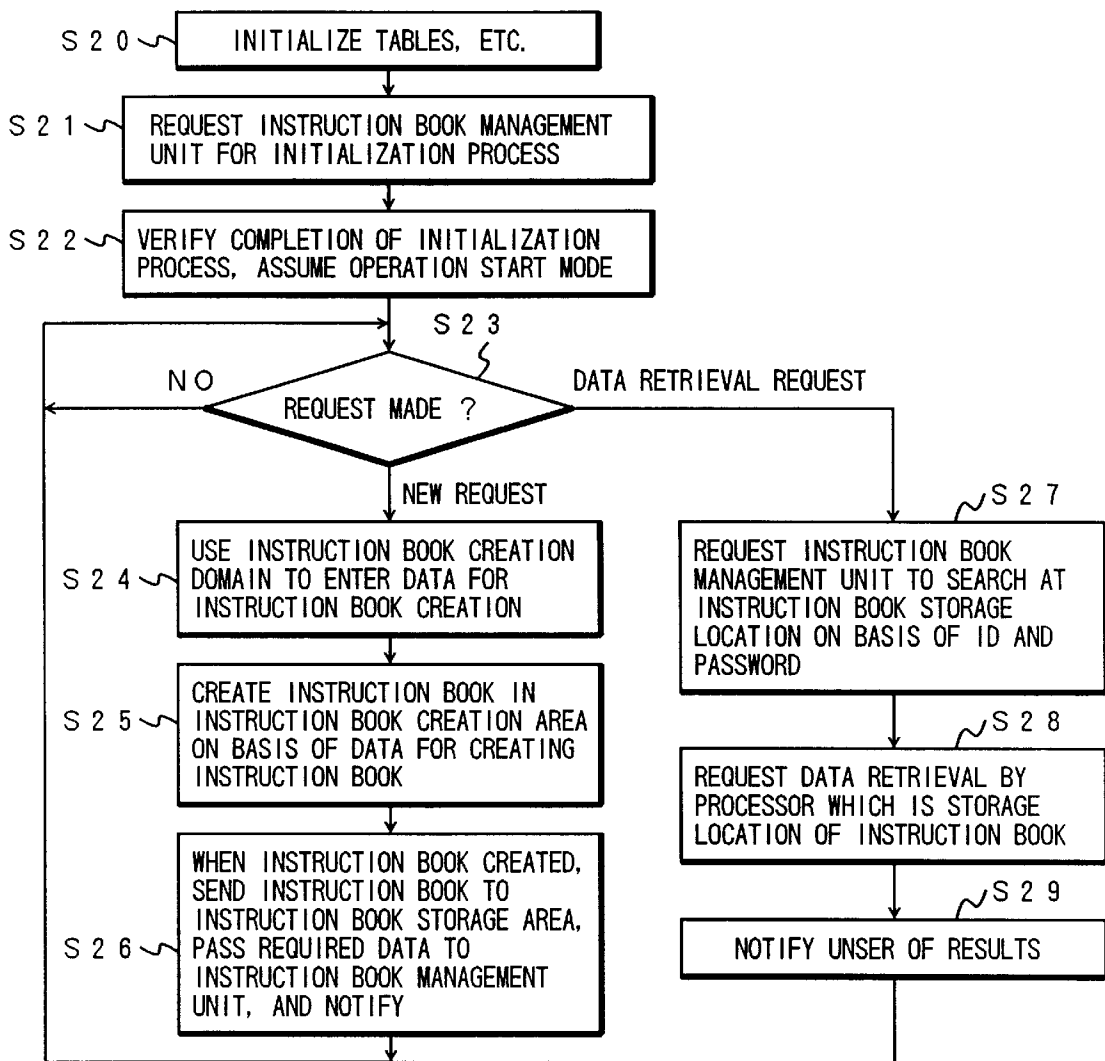 S20
INITIALIZE TABLES, ETC.
S21
REQUEST INSTRUCTION BOOK MANAGEMENT
UNIT FOR INITIALIZATION PROCESS
S22
VERIFY COMPLETION OF INITIALIZATION
PROCESS, ASSUME OPERATION START MODE
S23
NO
REQUEST MADE ?
DATA RETRIEVAL REQUEST
NEW REQUEST
S24
USE INSTRUCTION BOOK CREATION
DOMAIN TO ENTER DATA FOR
INSTRUCTION BOOK CREATION
S25
CREATE INSTRUCTION BOOK IN
INSTRUCTION BOOK CREATION AREA
ON BASIS OF DATA FOR CREATING
INSTRUCTION BOOK
S26
WHEN INSTRUCTION BOOK CREATED,
SEND INSTRUCTION BOOK TO
INSTRUCTION BOOK STORAGE AREA,
PASS REQUIRED DATA TO
INSTRUCTION BOOK MANAGEMENT
UNIT, AND NOTIFY
S27
REQUEST INSTRUCTION BOOK
MANAGEMENT UNIT TO SEARCH AT
INSTRUCTION BOOK STORAGE
LOCATION ON BASIS OF ID AND
PASSWORD
S28
REQUEST DATA RETRIEVAL BY
PROCESSOR WHICH IS STORAGE
LOCATION OF INSTRUCTION BOOK
S29
NOTIFY UNSER OF RESULTS